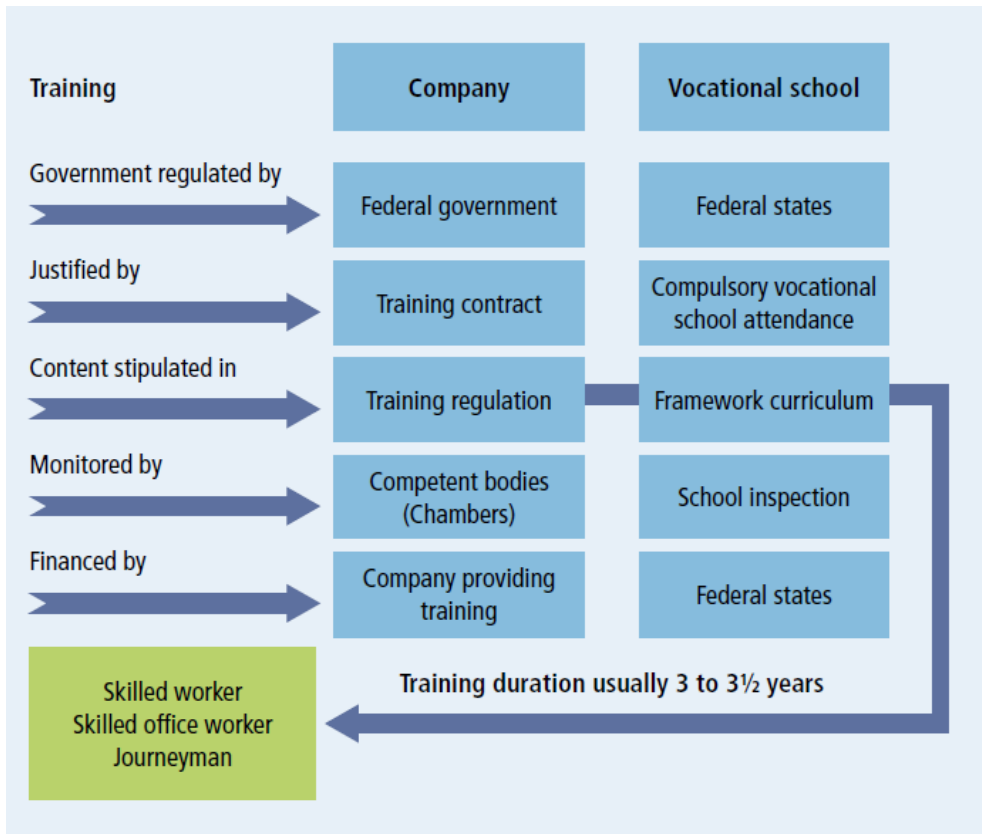 Training
Company
Vocational school
Government regulated by
Federal government
Federal states
Justified by
Training contract
Compulsory vocational
school attendance
Content stipulated in
Training regulation
Framework curriculum
Monitored by
Competent bodies
(Chambers)
School inspection
Financed by
Company providing
training
Federal states
Training duration usually 3 to 3½ years
Skilled worker
Skilled office worker
Journeyman